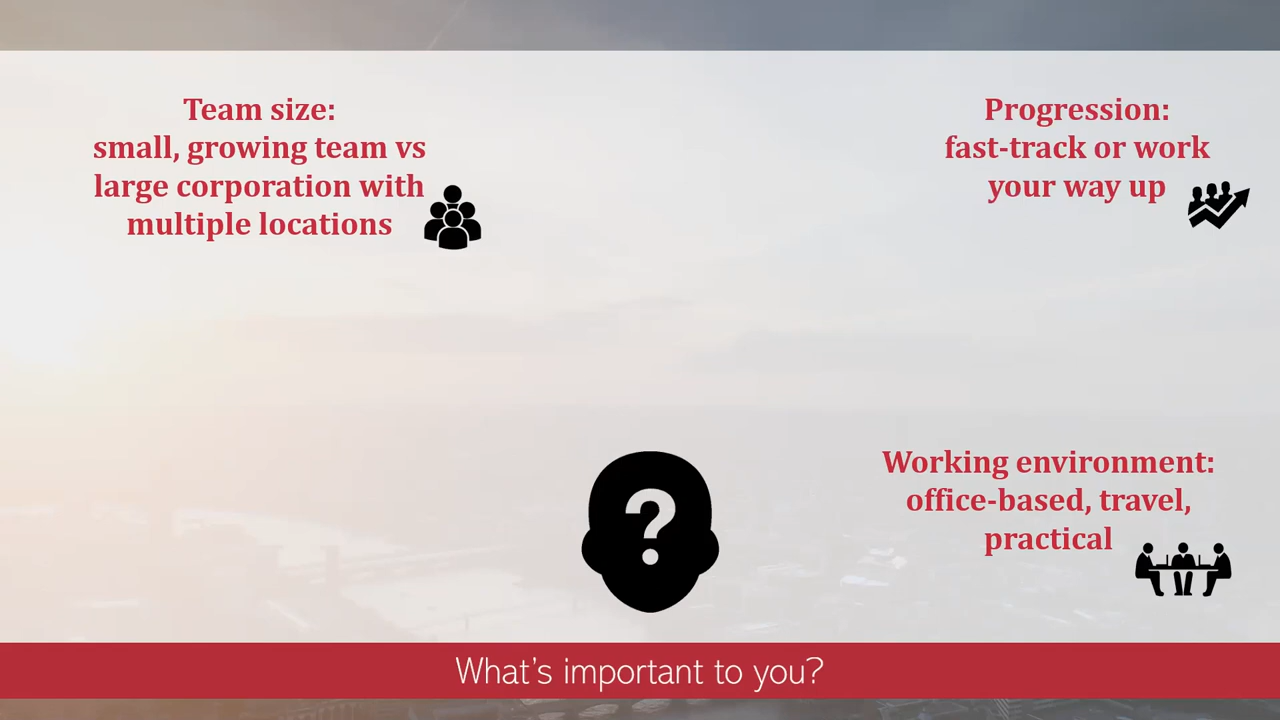 Team size:
small, growing team vs
large corporation with
multiple locations
Progression:
fast-track or work
your way up
?
Working environment:
office-based, travel,
practical
What's important to you?